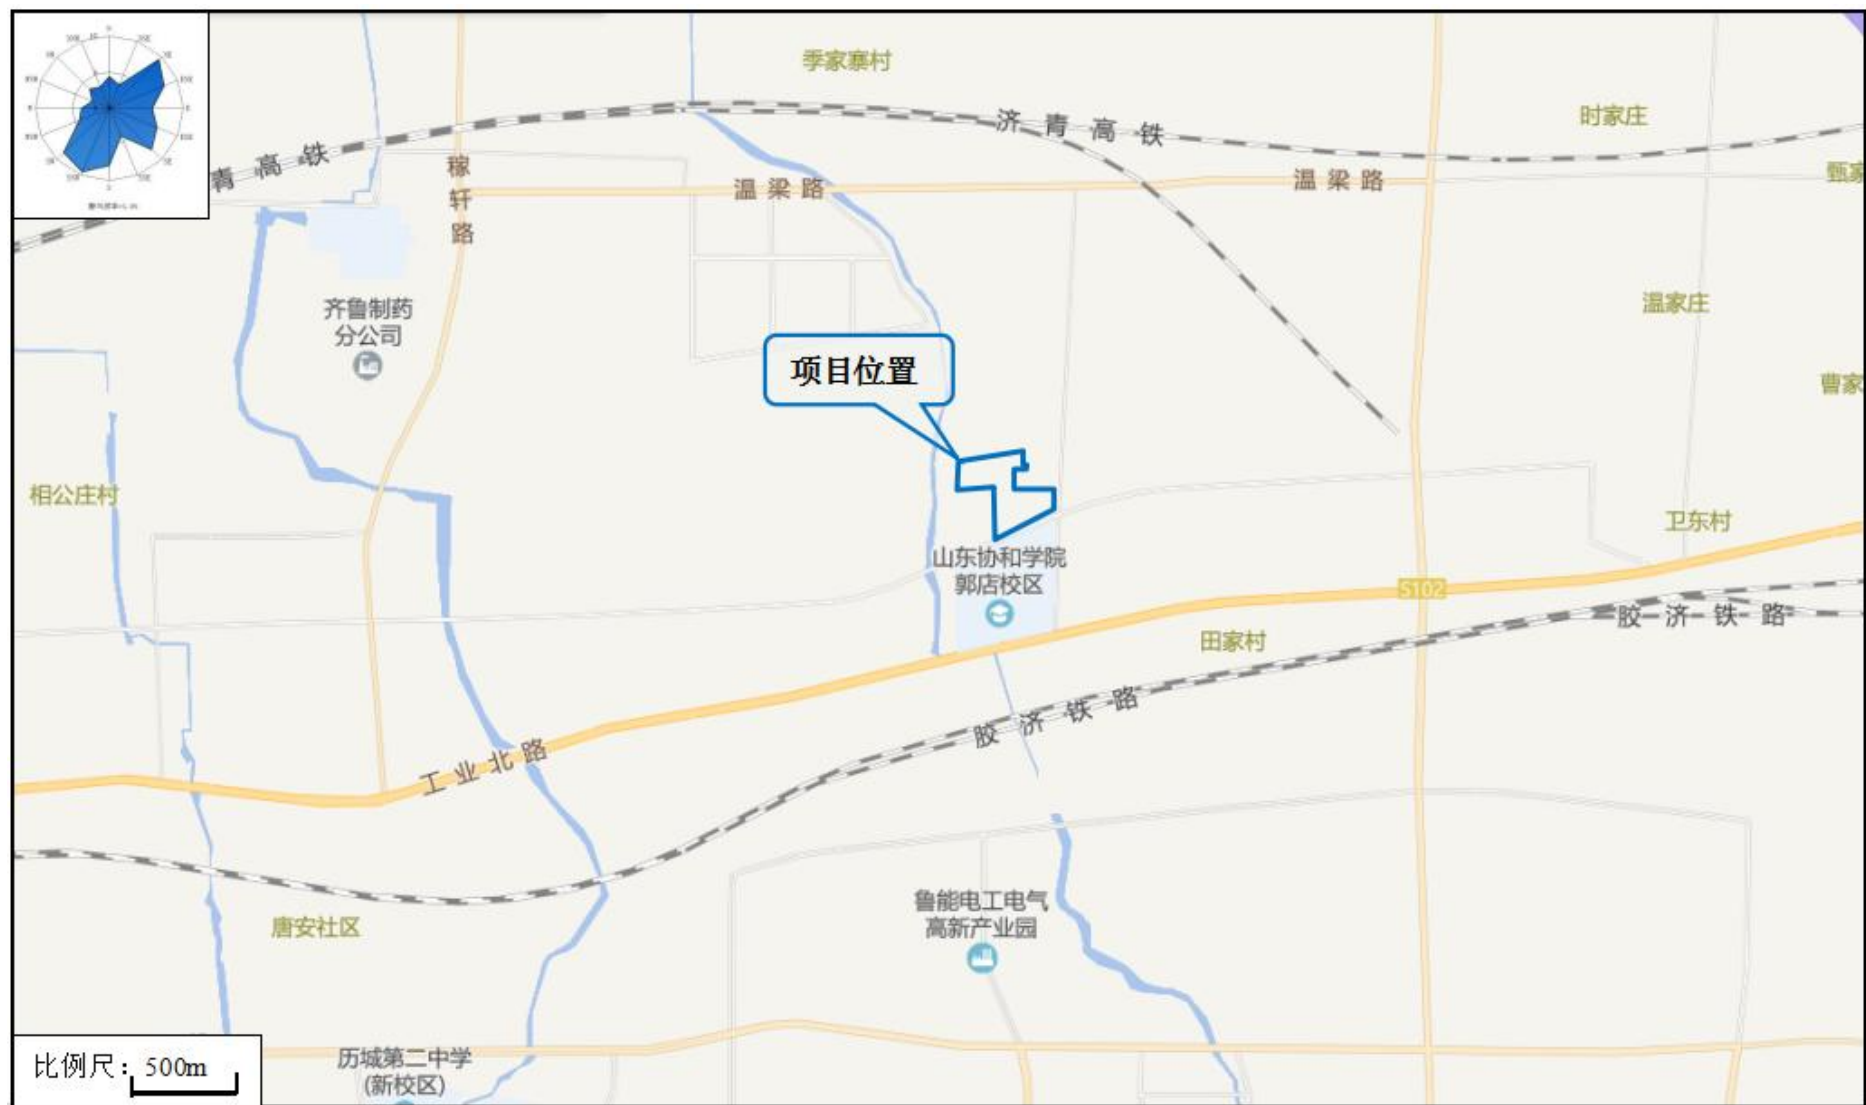 季家寨村
济青高铁
时家庄
青高铁
稼轩路
温梁路
温梁路
甄家
齐鲁制药
分公司
温家庄
项目位置
曹家
相公庄村
卫东村
山东协和学院
郭店校区
S102
胶济铁路
田家村
胶济铁路
工业北路
鲁能电工电气
高新产业园
唐安社区
历城第二中学
(新校区)
比例尺：500m